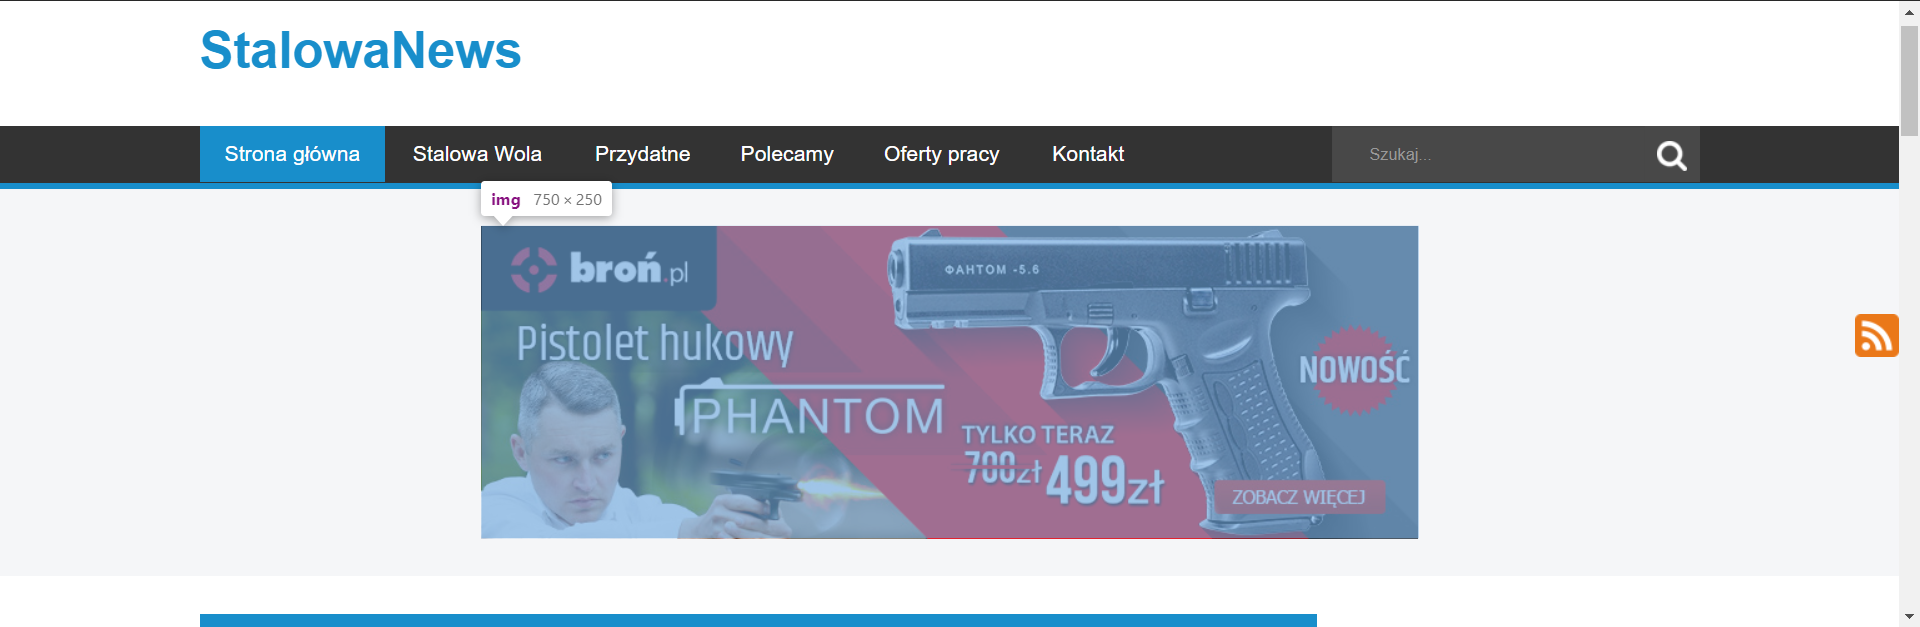 StalowaNews
Strona główna Stalowa Wola Przydatne Polecamy Oferty pracy Kontakt Szukaj...
img 750 × 250
broń.pl
ФАНТОМ -5.6
Pistolet hukowy
NOWOŚĆ
PHANTOM
TYLKO TERAZ
700zł 499zł
ZOBACZ WIĘCEJ